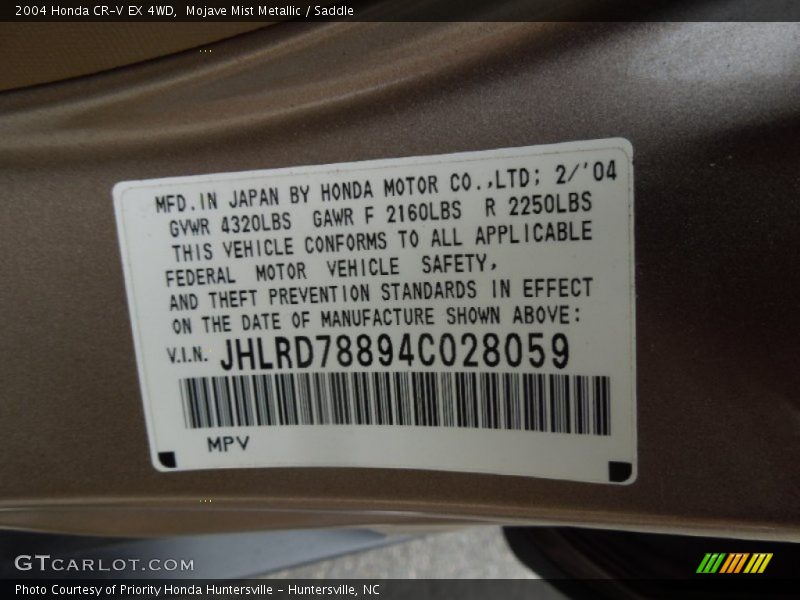 2004 Honda CR-V EX 4WD, Mojave Mist Metallic / Saddle
MFD.IN JAPAN BY HONDA MOTOR CO.,LTD; 2/'04
GVWR 4320LBS GAWR F 2160LBS R 2250LBS
THIS VEHICLE CONFORMS TO ALL APPLICABLE
FEDERAL MOTOR VEHICLE SAFETY,
AND THEFT PREVENTION STANDARDS IN EFFECT
ON THE DATE OF MANUFACTURE SHOWN ABOVE:
V.I.N. JHLRD78894C028059
MPV
GTCARLOT.COM
Photo Courtesy of Priority Honda Huntersville - Huntersville, NC